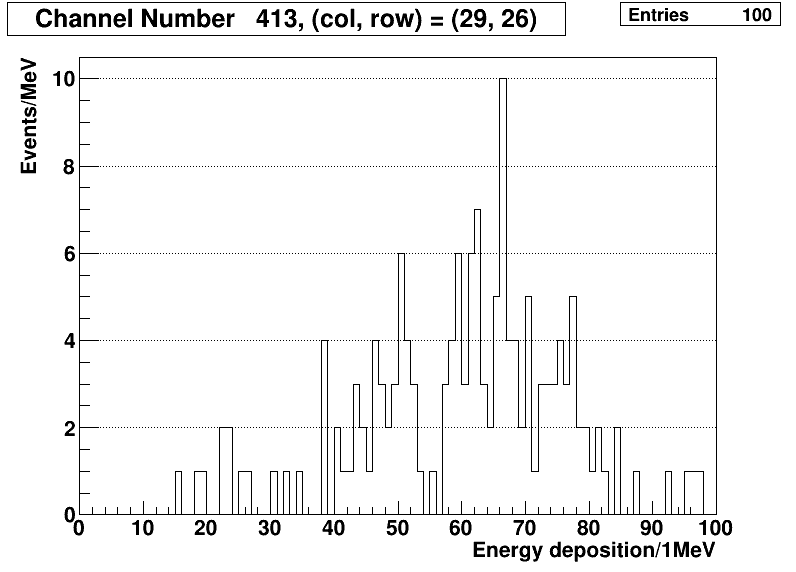 Channel Number 413, (col, row) = (29, 26)
Entries 100
Events/MeV
10
8
6
4
2
0
0 10 20 30 40 50 60 70 80 90 100
Energy deposition/1MeV